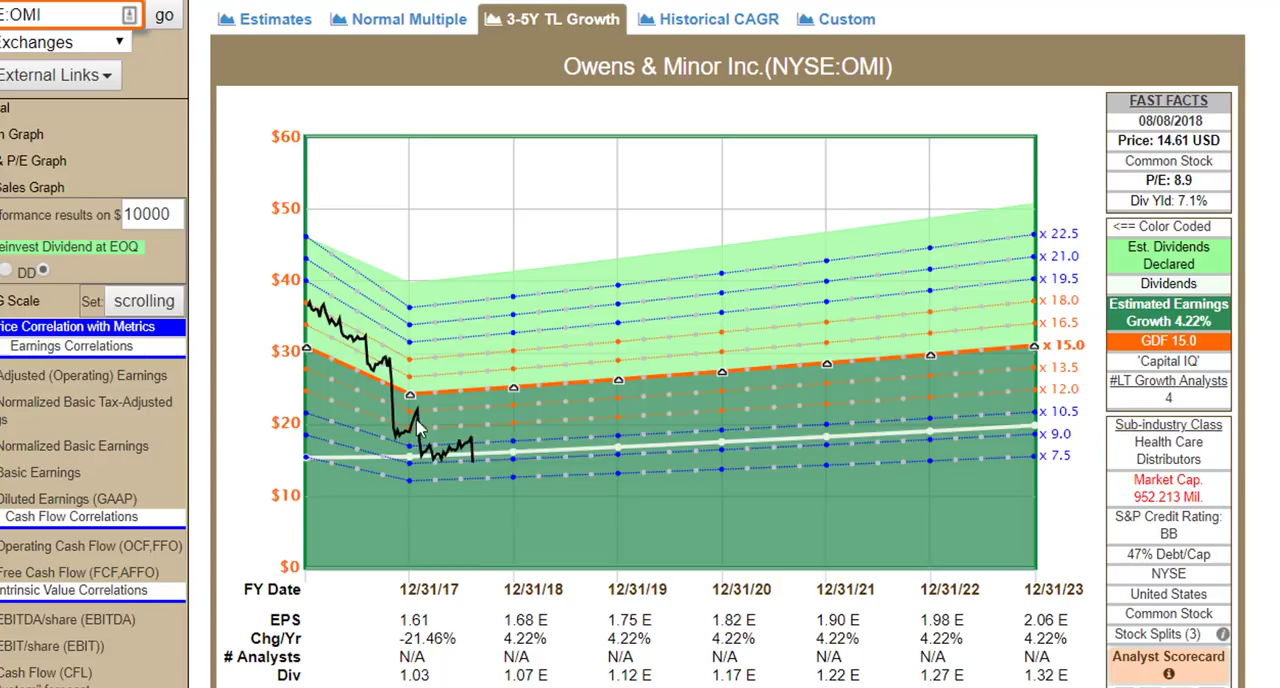 E:OMI
go
Exchanges
External Links
al
n Graph
& P/E Graph
Sales Graph
formance results on $ 10000
einvest Dividend at EOQ
DD
G Scale Set: scrolling
rice Correlation with Metrics
Earnings Correlations
Adjusted (Operating) Earnings
Normalized Basic Tax-Adjusted
gs
Normalized Basic Earnings
Basic Earnings
Diluted Earnings (GAAP)
Cash Flow Correlations
Operating Cash Flow (OCF,FFO)
Free Cash Flow (FCF,AFFO)
ntrinsic Value Correlations
EBITDA/share (EBITDA)
EBIT/share (EBIT))
Cash Flow (CFL)
Estimates Normal Multiple 3-5Y TL Growth Historical CAGR Custom
Owens & Minor Inc.(NYSE:OMI)
$60
$50
$40
$30
$20
$10
$0
x 22.5
x 21.0
x 19.5
x 18.0
x 16.5
x 15.0
x 13.5
x 12.0
x 10.5
x 9.0
x 7.5
FY Date 12/31/17 12/31/18 12/31/19 12/31/20 12/31/21 12/31/22 12/31/23
EPS 1.61 1.68 E 1.75 E 1.82 E 1.90 E 1.98 E 2.06 E
Chg/Yr -21.46% 4.22% 4.22% 4.22% 4.22% 4.22% 4.22%
# Analysts N/A N/A N/A N/A N/A N/A N/A
Div 1.03 1.07 E 1.12 E 1.17 E 1.22 E 1.27 E 1.32 E
FAST FACTS
08/08/2018
Price: 14.61 USD
Common Stock
P/E: 8.9
Div Yld: 7.1%
<== Color Coded
Est. Dividends
Declared
Dividends
Estimated Earnings
Growth 4.22%
GDF 15.0
'Capital IQ'
#LT Growth Analysts
4
Sub-industry Class
Health Care
Distributors
Market Cap.
952.213 Mil.
S&P Credit Rating:
BB
47% Debt/Cap
NYSE
United States
Common Stock
Stock Splits (3)
Analyst Scorecard